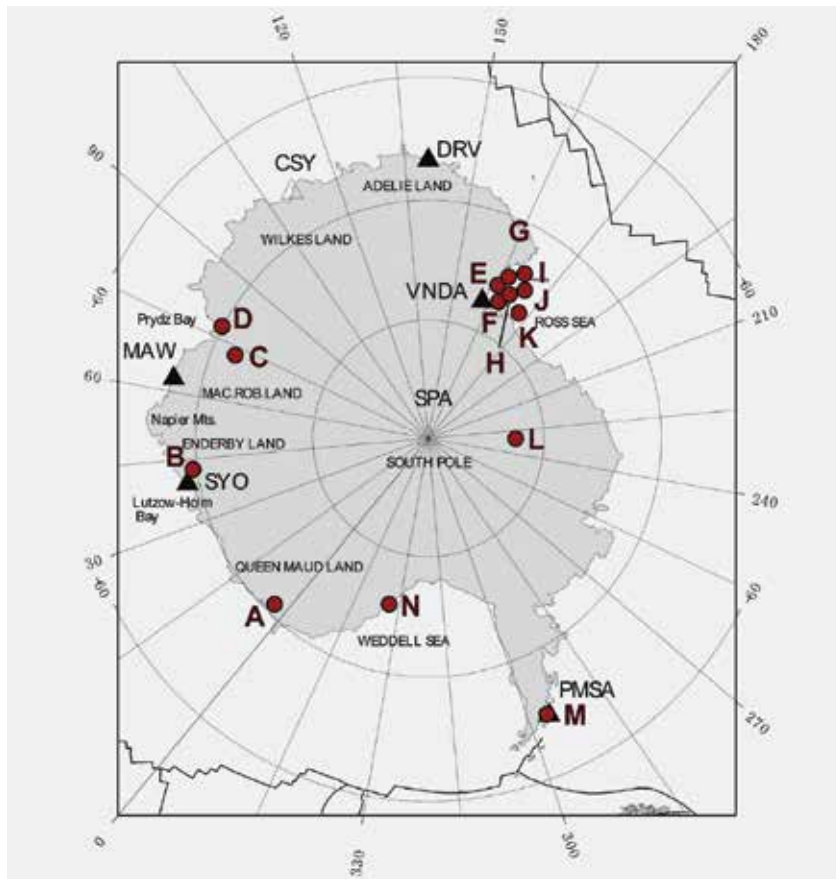 120
150
180
90
CSY
DRV
ADELIE LAND
WILKES LAND
G
E
I
VNDA
J
-60
-60
F
ROSS SEA
210
Prydz Bay
D
K
MAW
C
H
60
MAC.ROB.LAND
SPA
Napier Mts.
ENDERBY LAND
L
B
SOUTH POLE
SYO
240
Lutzow-Holm
Bay
30
QUEEN MAUD LAND
-60
-60
A
N
WEDDELL SEA
PMSA
M
270
0
330
300